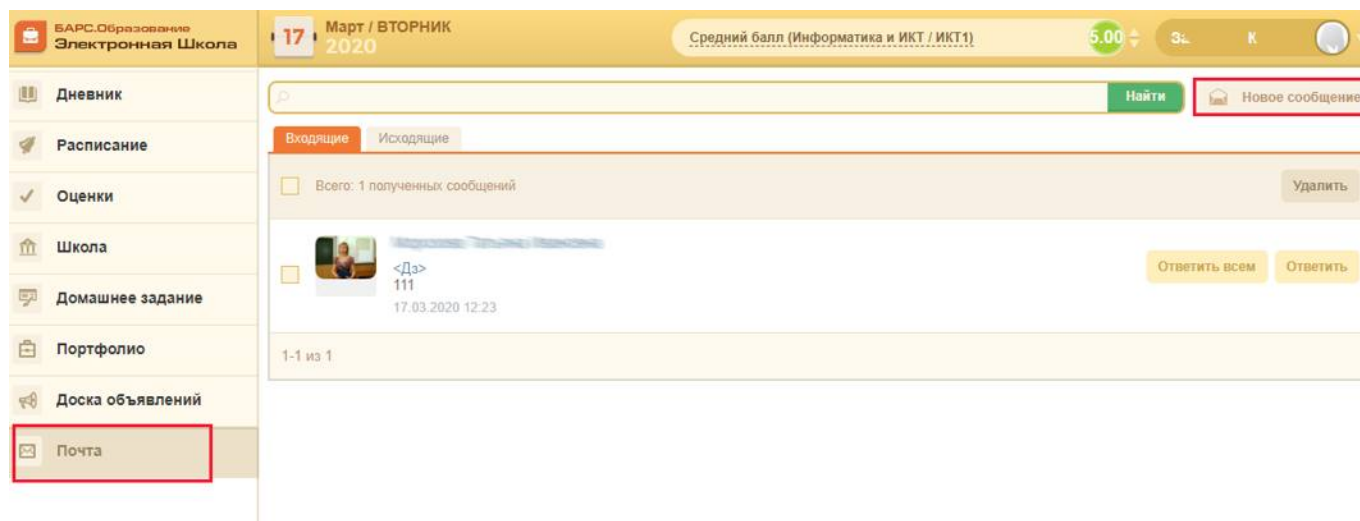 БАРС.Образование
Электронная Школа
17
Март / ВТОРНИК
2020
Средний балл (Информатика и ИКТ / ИКТ1)
5.00
К
Дневник
Расписание
Оценки
Школа
Домашнее задание
Портфолио
Доска объявлений
Почта
Найти
Новое сообщение
Входящие
Исходящие
Всего: 1 полученных сообщений
Удалить
<Дз>
111
17.03.2020 12:23
Ответить всем
Ответить
1-1 из 1